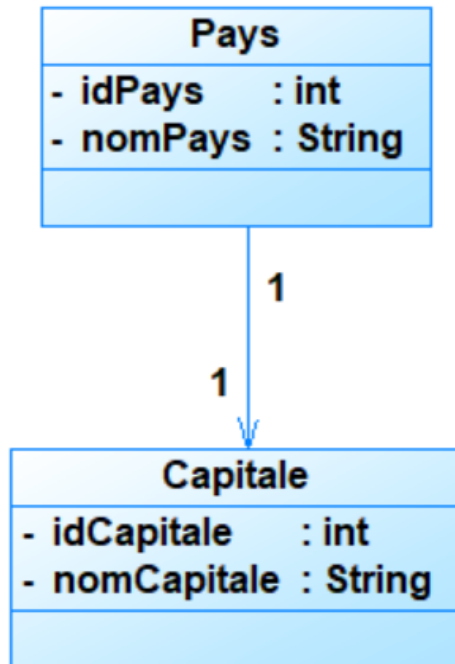 Pays
- idPays : int
- nomPays : String
1
1
Capitale
- idCapitale : int
- nomCapitale : String